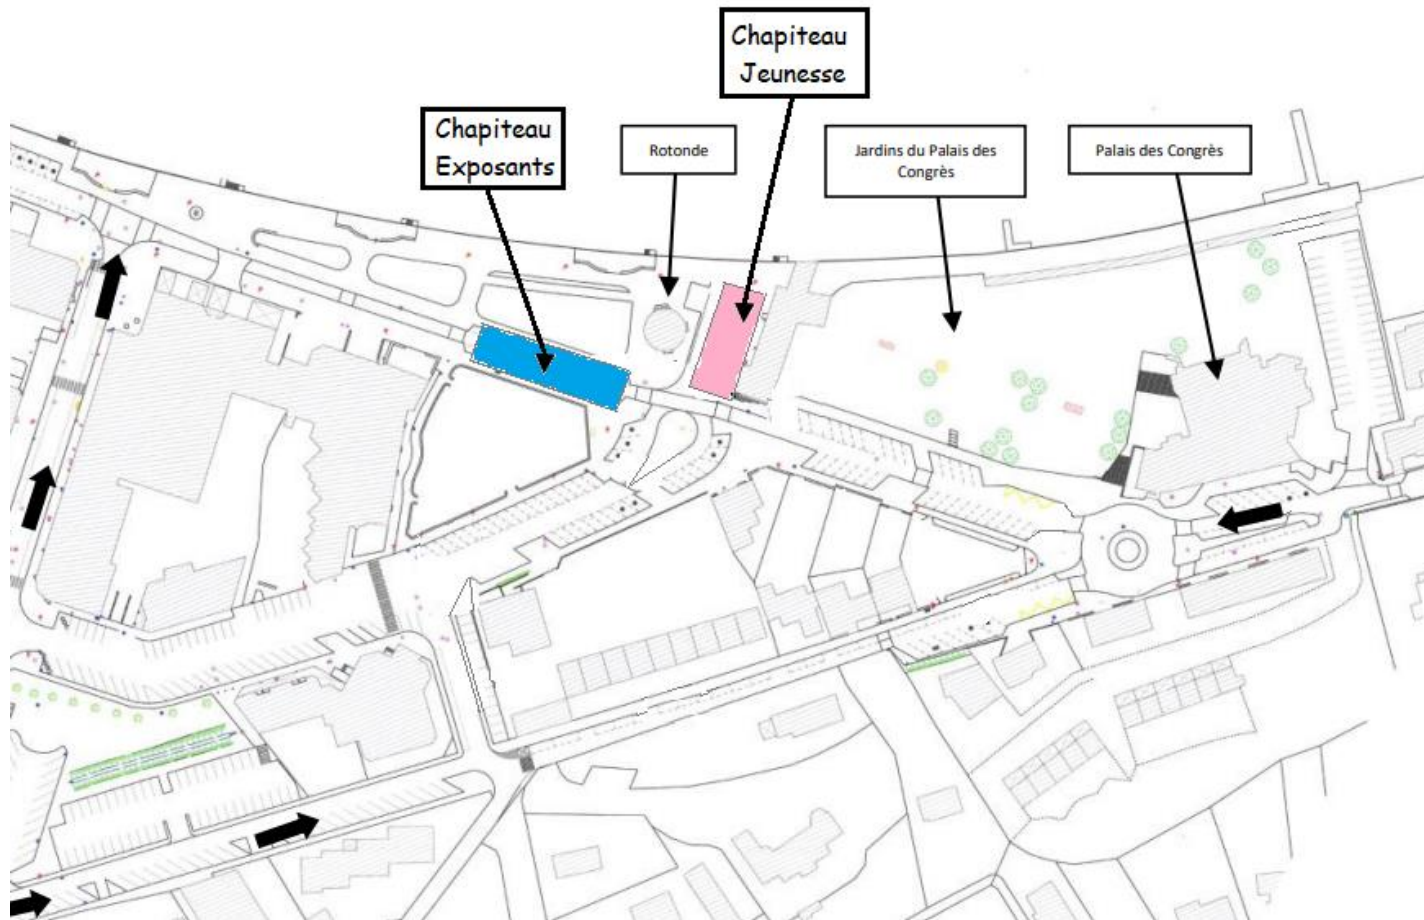 Chapiteau
Jeunesse
Chapiteau
Exposants
Rotonde
Jardins du Palais des
Congrès
Palais des Congrès